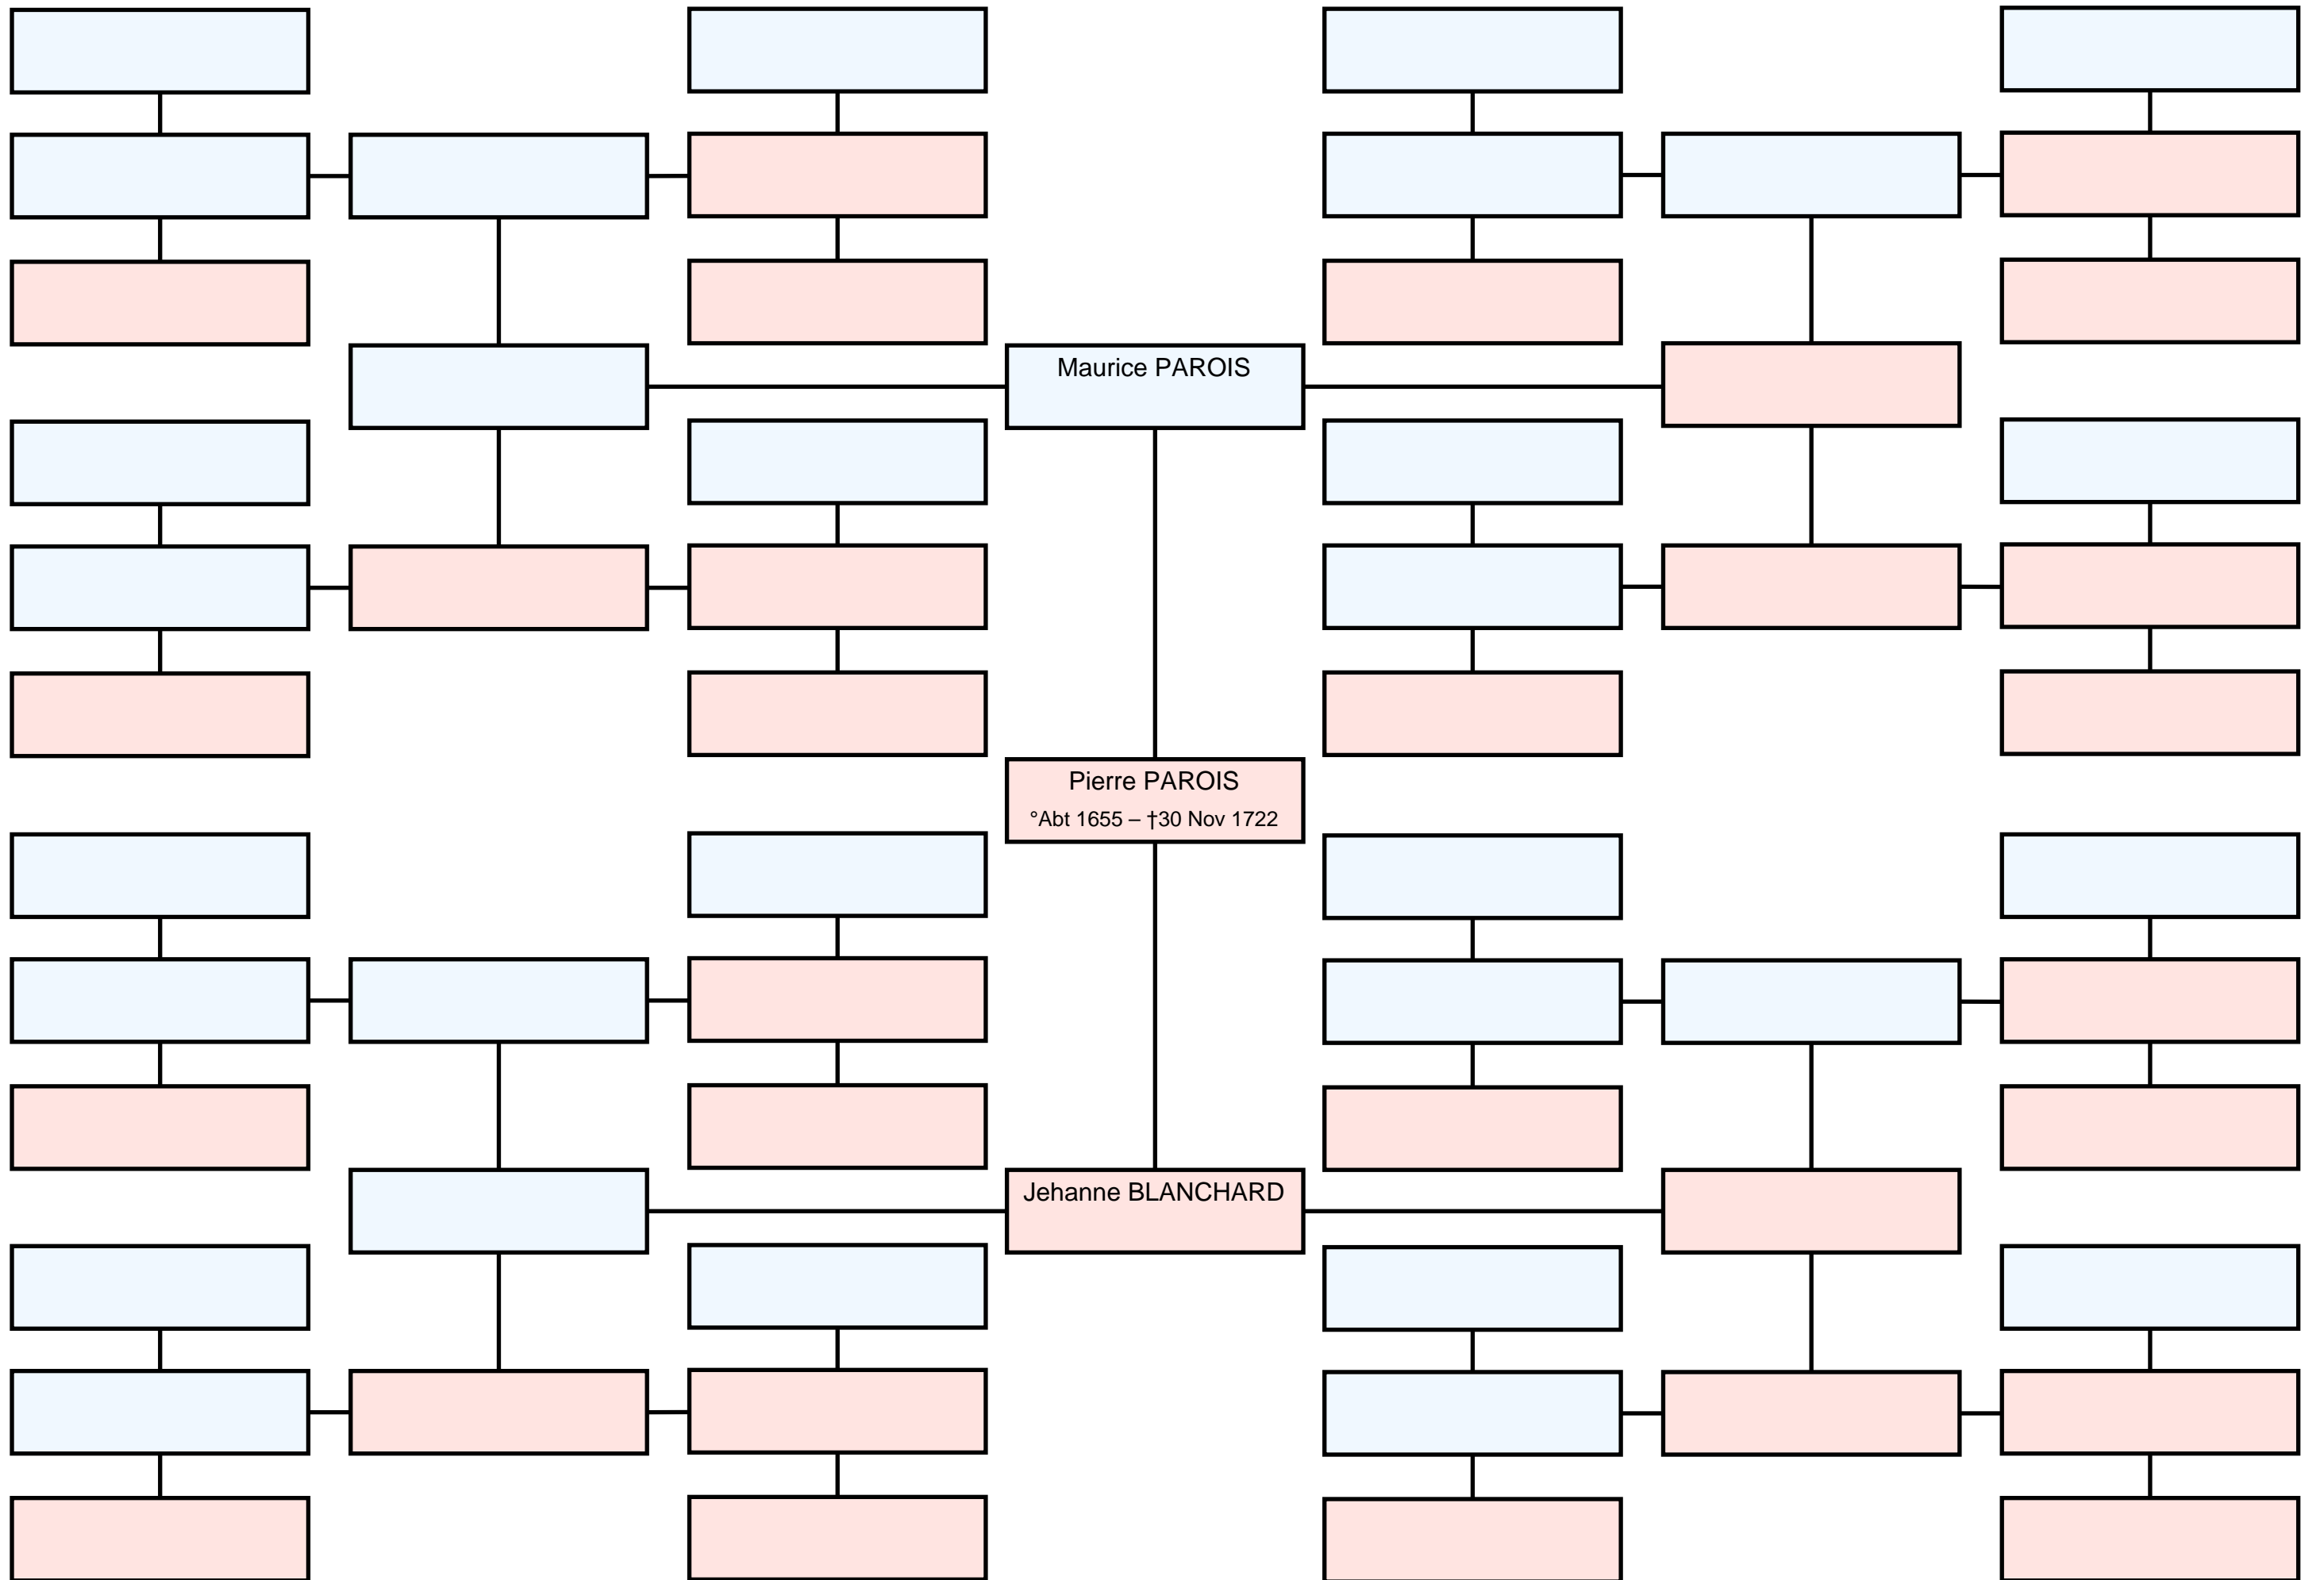 Maurice PAROIS
Pierre PAROIS
°Abt 1655 – †30 Nov 1722
Jehanne BLANCHARD